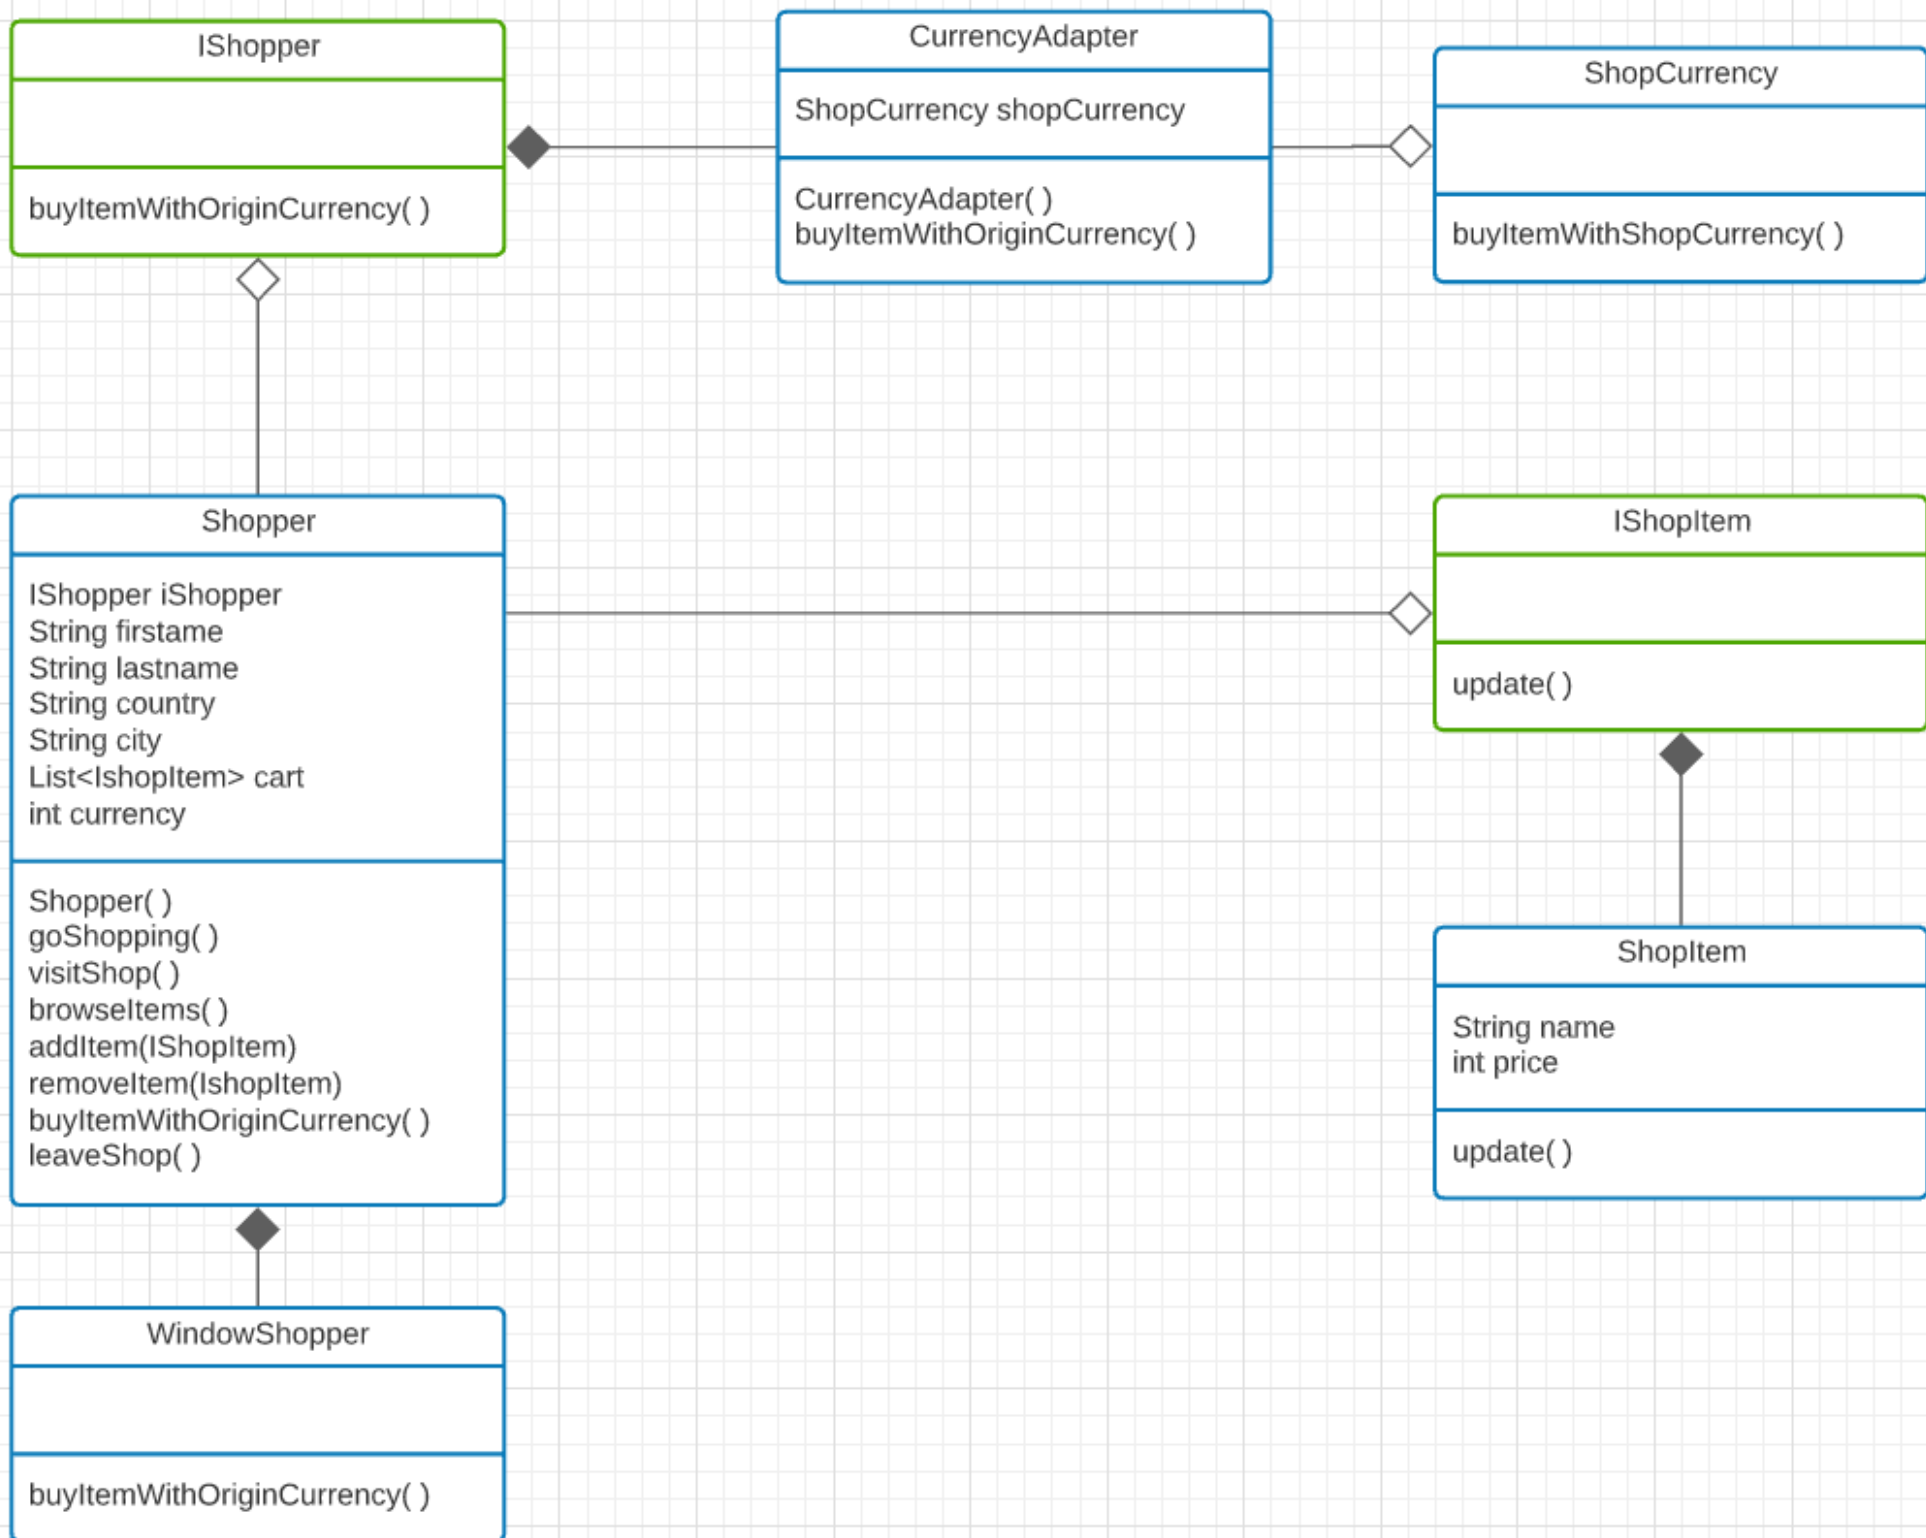 IShopper
buyItemWithOriginCurrency( )
CurrencyAdapter
ShopCurrency shopCurrency
CurrencyAdapter( )
buyItemWithOriginCurrency( )
ShopCurrency
buyItemWithShopCurrency( )
Shopper
IShopper iShopper
String firstame
String lastname
String country
String city
List<IshopItem> cart
int currency
Shopper( )
goShopping( )
visitShop( )
browseItems( )
addItem(IShopItem)
removeItem(IshopItem)
buyItemWithOriginCurrency( )
leaveShop( )
IShopItem
update( )
ShopItem
String name
int price
update( )
WindowShopper
buyItemWithOriginCurrency( )